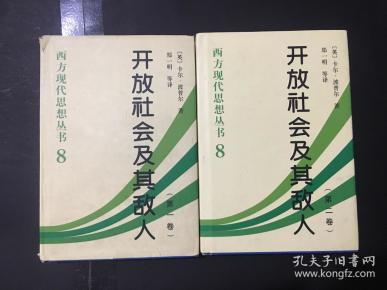 西方现代思想丛书 8
开放社会及其敌人
(第一卷)
[英] 卡尔·波普尔 著
郑一明 等译
西方现代思想丛书 8
开放社会及其敌人
(第二卷)
[英] 卡尔·波普尔 著
郑一明 等译
孔夫子旧书网
www.kongfz.com